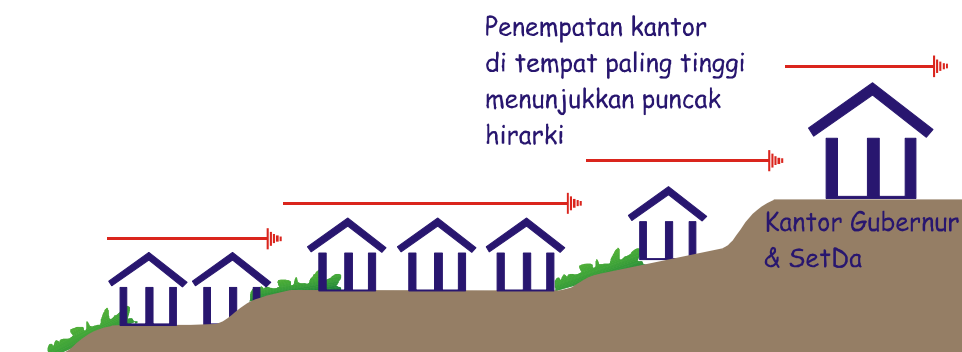 Penempatan kantor
di tempat paling tinggi
menunjukkan puncak
hirarki
Kantor Gubernur
& SetDa